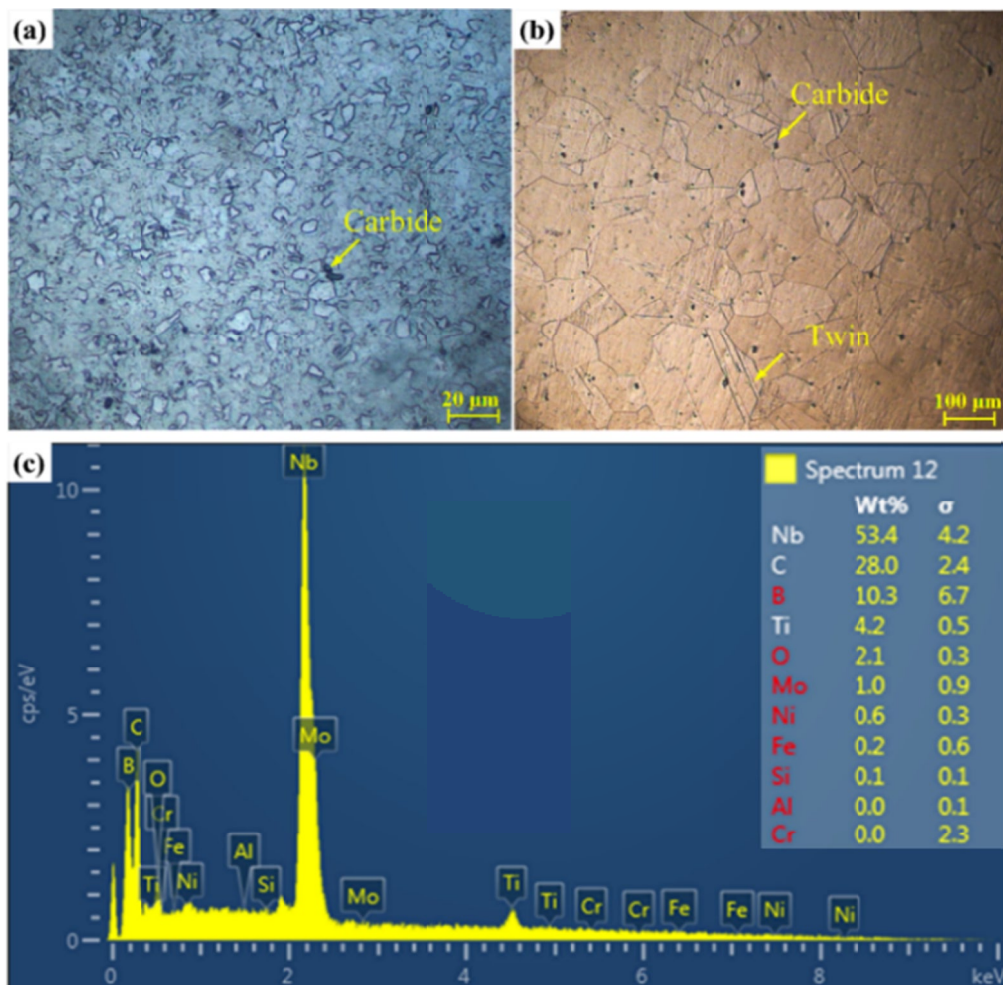 (a)
Carbide
20 μm
(b)
Carbide
Twin
100 μm
(c)
Spectrum 12
Wt% σ
Nb 53.4 4.2
C 28.0 2.4
B 10.3 6.7
Ti 4.2 0.5
O 2.1 0.3
Mo 1.0 0.9
Ni 0.6 0.3
Fe 0.2 0.6
Si 0.1 0.1
Al 0.0 0.1
Cr 0.0 2.3
cps/eV
10
5
0
Nb
Mo
C
B
O
Cr
Fe
Ti
Ni
Al
Si
Mo
Ti
Ti
Cr
Cr
Fe
Fe
Ni
Ni
0 2 4 6 8 keV